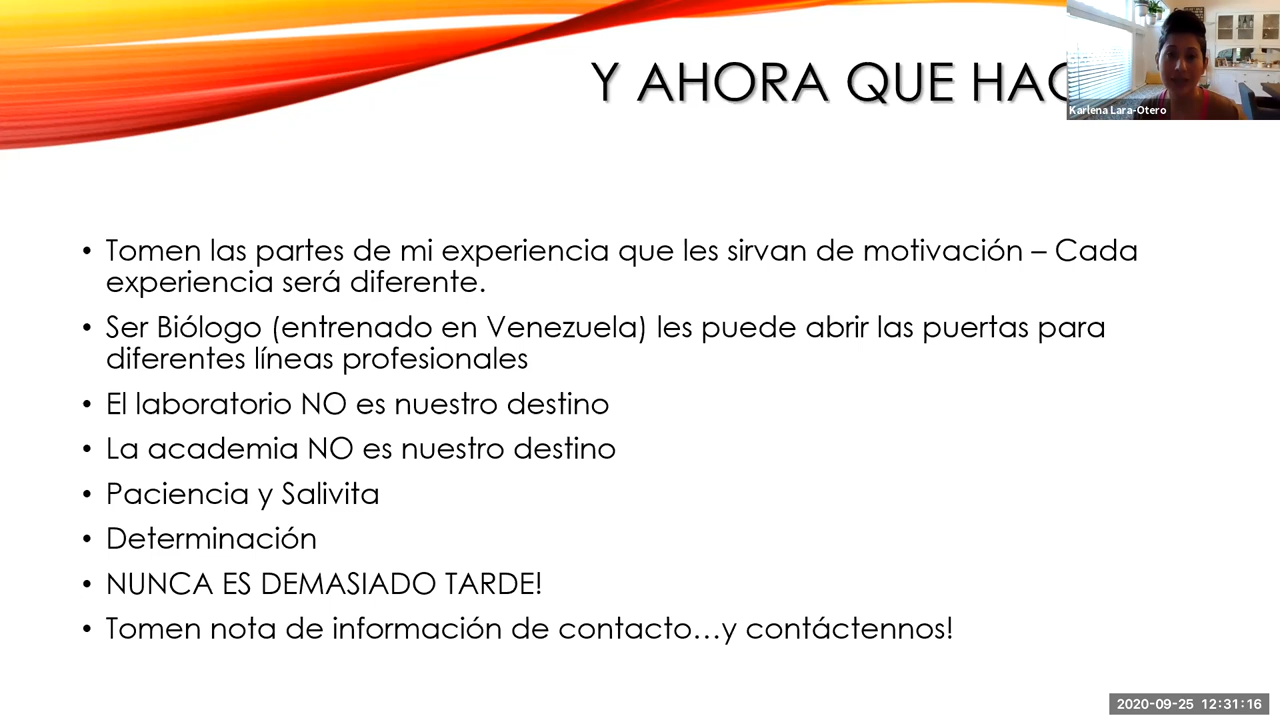 Y AHORA QUE
Karlena Lara-Otero
• Tomen las partes de mi experiencia que les sirvan de motivación – Cada
experiencia será diferente.
• Ser Biólogo (entrenado en Venezuela) les puede abrir las puertas para
diferentes líneas profesionales
• El laboratorio NO es nuestro destino
• La academia NO es nuestro destino
• Paciencia y Salivita
• Determinación
• NUNCA ES DEMASIADO TARDE!
• Tomen nota de información de contacto…y contáctennos!
2020-09-25 12:31:16